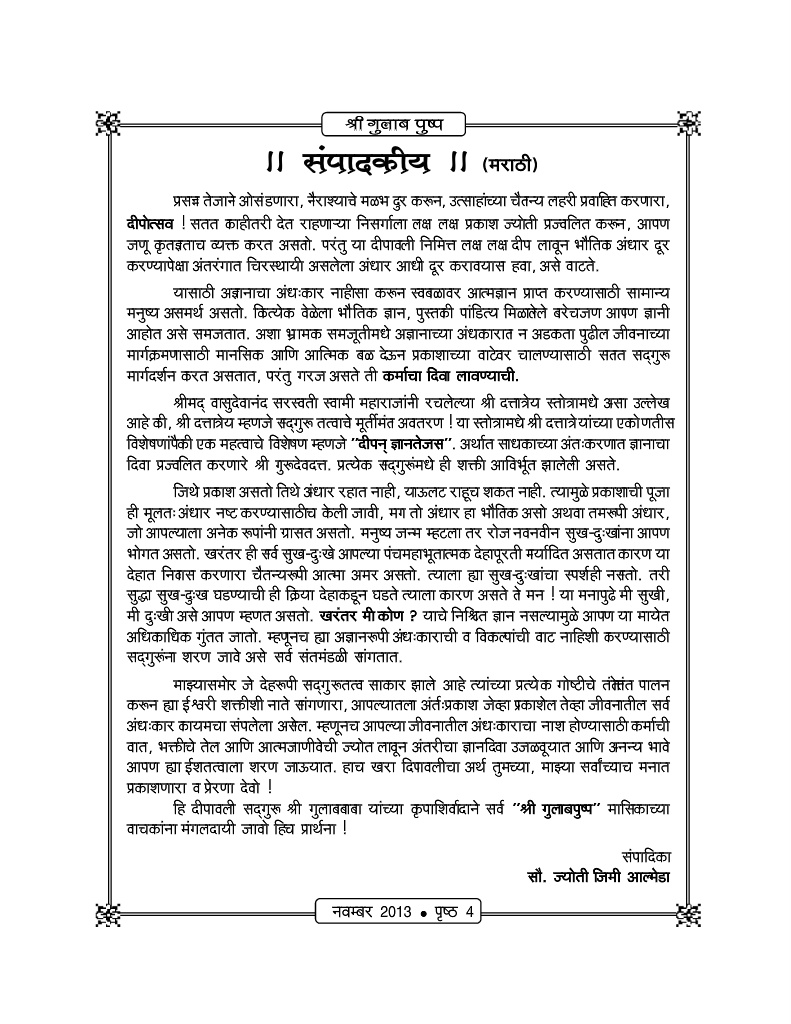 श्री गुलाब पुष्प
।। संपादकीय ।। (मराठी)
प्रसन्न तेजाने ओसंडणारा, नैराश्याचे मळभ दुर करून, उत्साहांच्या चैतन्य लहरी प्रवाहित करणारा,
दीपोत्सव ! सतत काहीतरी देत राहणाऱ्या निसर्गाला लक्ष लक्ष प्रकाश ज्योती प्रज्वलित करून, आपण
जणू कृतज्ञताच व्यक्त करत असतो. परंतु या दीपावली निमित्त लक्ष लक्ष दीप लावून भौतिक अंधार दूर
करण्यापेक्षा अंतरंगात चिरस्थायी असलेला अंधार आधी दूर करावयास हवा, असे वाटते.
यासाठी अज्ञानाचा अंधःकार नाहीसा करून स्वबळावर आत्मज्ञान प्राप्त करण्यासाठी सामान्य
मनुष्य असमर्थ असतो. कित्येक वेळेला भौतिक ज्ञान, पुस्तकी पांडित्य मिळालेले बरेचजण आपण ज्ञानी
आहोत असे समजतात. अशा भ्रामक समजूतीमधे अज्ञानाच्या अंधकारात न अडकता पुढील जीवनाच्या
मार्गक्रमणासाठी मानसिक आणि आत्मिक बळ देऊन प्रकाशाच्या वाटेवर चालण्यासाठी सतत सद्‌गुरू
मार्गदर्शन करत असतात, परंतु गरज असते ती कर्माचा दिवा लावण्याची.
श्रीमद् वासुदेवानंद सरस्वती स्वामी महाराजांनी रचलेल्या श्री दत्तात्रेय स्तोत्रामधे असा उल्लेख
आहे की, श्री दत्तात्रेय म्हणजे सद्‌गुरू तत्वाचे मूर्तीमंत अवतरण ! या स्तोत्रामधे श्री दत्तात्रेयांच्या एकोणतीस
विशेषणांपैकी एक महत्वाचे विशेषण म्हणजे "दीपन् ज्ञानतेजस". अर्थात साधकाच्या अंतःकरणात ज्ञानाचा
दिवा प्रज्वलित करणारे श्री गुरूदेवदत्त. प्रत्येक सद्‌गुरूंमधे ही शक्ती आविर्भूत झालेली असते.
जिथे प्रकाश असतो तिथे अंधार रहात नाही, याऊलट राहूच शकत नाही. त्यामुळे प्रकाशाची पूजा
ही मूलतः अंधार नष्ट करण्यासाठीच केली जावी, मग तो अंधार हा भौतिक असो अथवा तमरूपी अंधार,
जो आपल्याला अनेक रूपांनी ग्रासत असतो. मनुष्य जन्म म्हटला तर रोज नवनवीन सुख-दुःखांना आपण
भोगत असतो. खरंतर ही सर्व सुख-दुःखे आपल्या पंचमहाभूतात्मक देहापूरती मर्यादित असतात कारण या
देहात निवास करणारा चैतन्यरूपी आत्मा अमर असतो. त्याला ह्या सुख-दुःखांचा स्पर्शही नसतो. तरी
सुद्धा सुख-दुःख घडण्याची ही क्रिया देहाकडून घडते त्याला कारण असते ते मन ! या मनापुढे मी सुखी,
मी दुःखी असे आपण म्हणत असतो. खरंतर मी कोण ? याचे निश्चित ज्ञान नसल्यामुळे आपण या मायेत
अधिकाधिक गुंतत जातो. म्हणूनच ह्या अज्ञानरूपी अंधःकाराची व विकल्पांची वाट नाहिशी करण्यासाठी
सद्‌गुरूंना शरण जावे असे सर्व संतमंडळी सांगतात.
माझ्यासमोर जे देहरूपी सद्‌गुरूतत्व साकार झाले आहे त्यांच्या प्रत्येक गोष्टीचे तंतोतंत पालन
करून ह्या ईश्वरी शक्तीशी नाते सांगणारा, आपल्यातला अंर्तःप्रकाश जेव्हा प्रकाशेल तेव्हा जीवनातील सर्व
अंधःकार कायमचा संपलेला असेल. म्हणूनच आपल्या जीवनातील अंधःकाराचा नाश होण्यासाठी कर्माची
वात, भक्तीचे तेल आणि आत्मजाणीवेची ज्योत लावून अंतरीचा ज्ञानदिवा उजळवूयात आणि अनन्य भावे
आपण ह्या ईशतत्वाला शरण जाऊयात. हाच खरा दिपावलीचा अर्थ तुमच्या, माझ्या सर्वांच्याच मनात
प्रकाशणारा व प्रेरणा देवो !
हि दीपावली सद्‌गुरू श्री गुलाबबाबा यांच्या कृपाशिर्वादाने सर्व "श्री गुलाबपुष्प" मासिकाच्या
वाचकांना मंगलदायी जावो हिच प्रार्थना !
संपादिका
सौ. ज्योती जिमी आल्मेडा
नवम्बर 2013 ● पृष्ठ 4